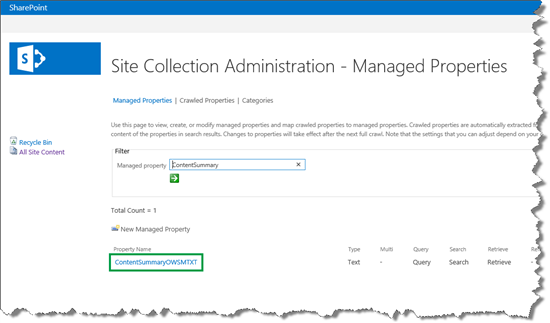 SharePoint
Site Collection Administration - Managed Properties
Managed Properties | Crawled Properties | Categories
Use this page to view, create, or modify managed properties and map crawled properties to managed properties. Crawled properties are automatically extracted f
content of the properties in search results. Changes to properties will take effect after the next full crawl. Note that the settings that you can adjust depend on your
Recycle Bin
All Site Content
Filter
Managed property ContentSummary
Total Count = 1
New Managed Property
Property Name Type Multi Query Search Retrieve Re
ContentSummaryOWSMTXT Text - Query Search Retrieve -